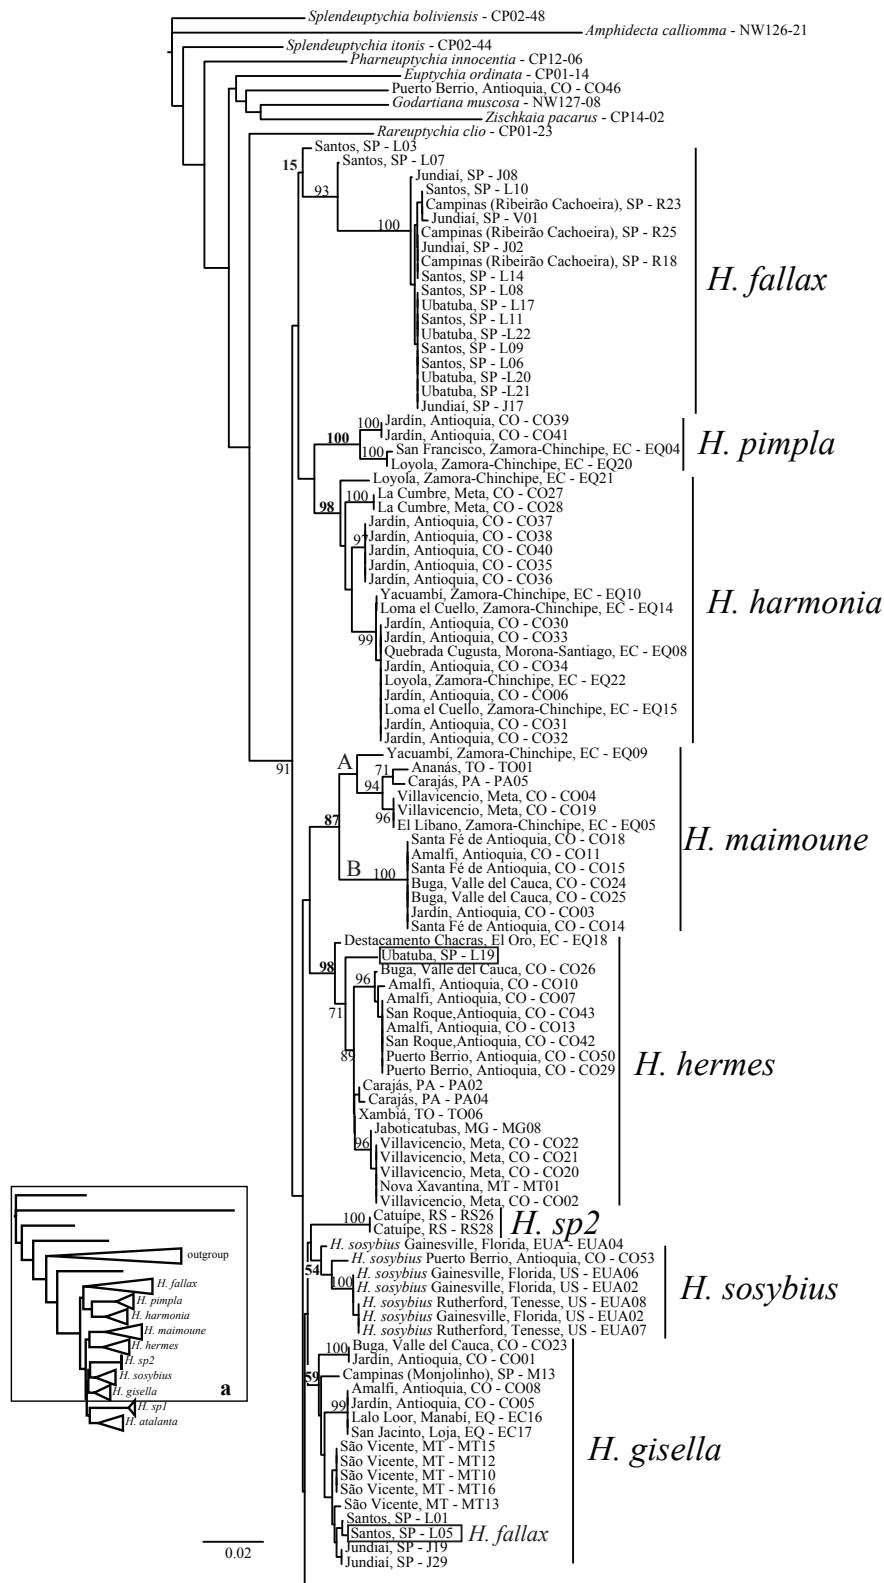 Splendeuptychia boliviensis - CP02-48
Amphidecta calliomma - NW126-21
Splendeuptychia itonis - CP02-44
Pharneuptychia innocentia - CP12-06
Euptychia ordinata - CP01-14
Puerto Berrio, Antioquia, CO - CO46
Godartiana muscosa - NW127-08
Zischkaia pacarus - CP14-02
Rareuptychia clio - CP01-23
Santos, SP - L03
15
Santos, SP - L07
93
Jundiaí, SP - J08
Santos, SP - L10
Campinas (Ribeirão Cachoeira), SP - R23
Jundiaí, SP - V01
100
Campinas (Ribeirão Cachoeira), SP - R25
Jundiaí, SP - J02
Campinas (Ribeirão Cachoeira), SP - R18
Santos, SP - L14
H. fallax
Santos, SP - L08
Ubatuba, SP - L17
Santos, SP - L11
Ubatuba, SP -L22
Santos, SP - L09
Santos, SP - L06
Ubatuba, SP -L20
Ubatuba, SP -L21
Jundiaí, SP - J17
100
Jardín, Antioquia, CO - CO39
100
Jardín, Antioquia, CO - CO41
H. pimpla
100
San Francisco, Zamora-Chinchipe, EC - EQ04
Loyola, Zamora-Chinchipe, EC - EQ20
Loyola, Zamora-Chinchipe, EC - EQ21
100
La Cumbre, Meta, CO - CO27
98
La Cumbre, Meta, CO - CO28
Jardín, Antioquia, CO - CO37
97
Jardín, Antioquia, CO - CO38
Jardín, Antioquia, CO - CO40
Jardín, Antioquia, CO - CO35
Jardín, Antioquia, CO - CO36
Yacuambí, Zamora-Chinchipe, EC - EQ10
H. harmonia
Loma el Cuello, Zamora-Chinchipe, EC - EQ14
Jardín, Antioquia, CO - CO30
99
Jardín, Antioquia, CO - CO33
Quebrada Cugusta, Morona-Santiago, EC - EQ08
Jardín, Antioquia, CO - CO34
Loyola, Zamora-Chinchipe, EC - EQ22
Jardín, Antioquia, CO - CO06
Loma el Cuello, Zamora-Chinchipe, EC - EQ15
Jardín, Antioquia, CO - CO31
Jardín, Antioquia, CO - CO32
91
A
Yacuambí, Zamora-Chinchipe, EC - EQ09
71
Ananás, TO - TO01
94
Carajás, PA - PA05
Villavicencio, Meta, CO - CO04
96
Villavicencio, Meta, CO - CO19
87
El Líbano, Zamora-Chinchipe, EC - EQ05
H. maimoune
Santa Fé de Antioquia, CO - CO18
Amalfi, Antioquia, CO - CO11
B
100
Santa Fé de Antioquia, CO - CO15
Buga, Valle del Cauca, CO - CO24
Buga, Valle del Cauca, CO - CO25
Jardín, Antioquia, CO - CO03
Santa Fé de Antioquia, CO - CO14
Destacamento Chacras, El Oro, EC - EQ18
98
Ubatuba, SP - L19
Buga, Valle del Cauca, CO - CO26
96
Amalfi, Antioquia, CO - CO10
Amalfi, Antioquia, CO - CO07
71
San Roque,Antioquia, CO - CO43
Amalfi, Antioquia, CO - CO13
San Roque,Antioquia, CO - CO42
89
Puerto Berrio, Antioquia, CO - CO50
Puerto Berrio, Antioquia, CO - CO29
H. hermes
Carajás, PA - PA02
Carajás, PA - PA04
Xambiá, TO - TO06
Jaboticatubas, MG - MG08
96
Villavicencio, Meta, CO - CO22
Villavicencio, Meta, CO - CO21
Villavicencio, Meta, CO - CO20
Nova Xavantina, MT - MT01
Villavicencio, Meta, CO - CO02
100
Catuípe, RS - RS26
Catuípe, RS - RS28
H. sp2
H. sosybius Gainesville, Florida, EUA - EUA04
54
H. sosybius Puerto Berrio, Antioquia, CO - CO53
100
H. sosybius Gainesville, Florida, US - EUA06
H. sosybius Gainesville, Florida, US - EUA02
H. sosybius Rutherford, Tenesse, US - EUA08
H. sosybius Gainesville, Florida, US - EUA02
H. sosybius Rutherford, Tenesse, US - EUA07
H. sosybius
100
Buga, Valle del Cauca, CO - CO23
Jardín, Antioquia, CO - CO01
59
Campinas (Monjolinho), SP - M13
Amalfi, Antioquia, CO - CO08
99
Jardín, Antioquia, CO - CO05
Lalo Loor, Manabí, EQ - EC16
San Jacinto, Loja, EQ - EC17
São Vicente, MT - MT15
H. gisella
São Vicente, MT - MT12
São Vicente, MT - MT10
São Vicente, MT - MT16
São Vicente, MT - MT13
Santos, SP - L01
Santos, SP - L05
H. fallax
Jundiaí, SP - J19
Jundiaí, SP - J29
outgroup
H. fallax
H. pimpla
H. harmonia
H. maimoune
H. hermes
H. sp2
H. sosybius
H. gisella
a
H. sp1
H. atalanta
0.02